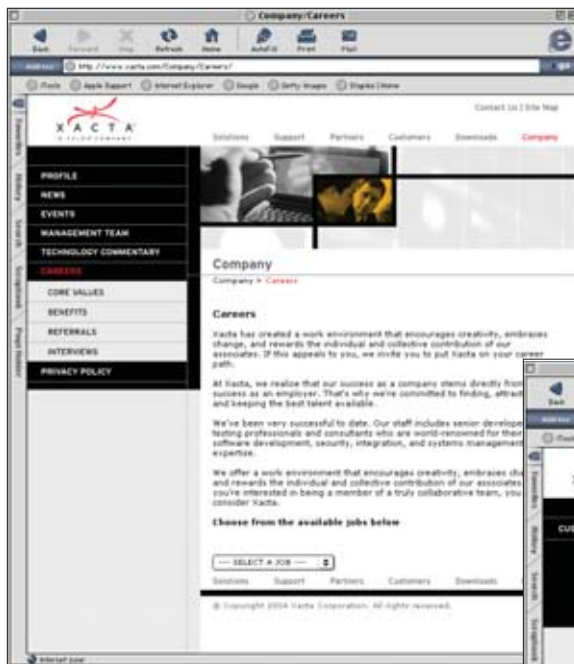 Company/Careers
Back Forward Stop Refresh Home AutoFill Print Mail
Address http://www.xacta.com/Company/Careers/ go
iTools Apple Support Internet Explorer Google Getty Images Staples | Home
Favorites
History
Search
Scrapbook
Page Holder
XACTA
Contact Us | Site Map
Solutions Support Partners Customers Downloads Company
PROFILE
NEWS
EVENTS
MANAGEMENT TEAM
TECHNOLOGY COMMENTARY
CAREERS
CORE VALUES
BENEFITS
REFERRALS
INTERVIEWS
PRIVACY POLICY
Company
Company > Careers
Careers
Xacta has created a work environment that encourages creativity, embraces
change, and rewards the individual and collective contribution of our
associates. If this appeals to you, we invite you to put Xacta on your career
path.
At Xacta, we realize that our success as a company stems directly from
success as an employer. That's why we're committed to finding, attract
and keeping the best talent available.
We've been very successful to date. Our staff includes senior develope
testing professionals and consultants who are world-renowned for their
software development, security, integration, and systems management
expertise.
We offer a work environment that encourages creativity, embraces cha
and rewards the individual and collective contribution of our associates
you're interested in being a member of a truly collaborative team, you
consider Xacta.
Choose from the available jobs below
--- SELECT A JOB ---
Solutions Support Partners Customers Downloads
© Copyright 2004 Xacta Corporation. All rights reserved.
Internet zone
Back
iTools
CUS
Favorites
History
Search
Scrapbook